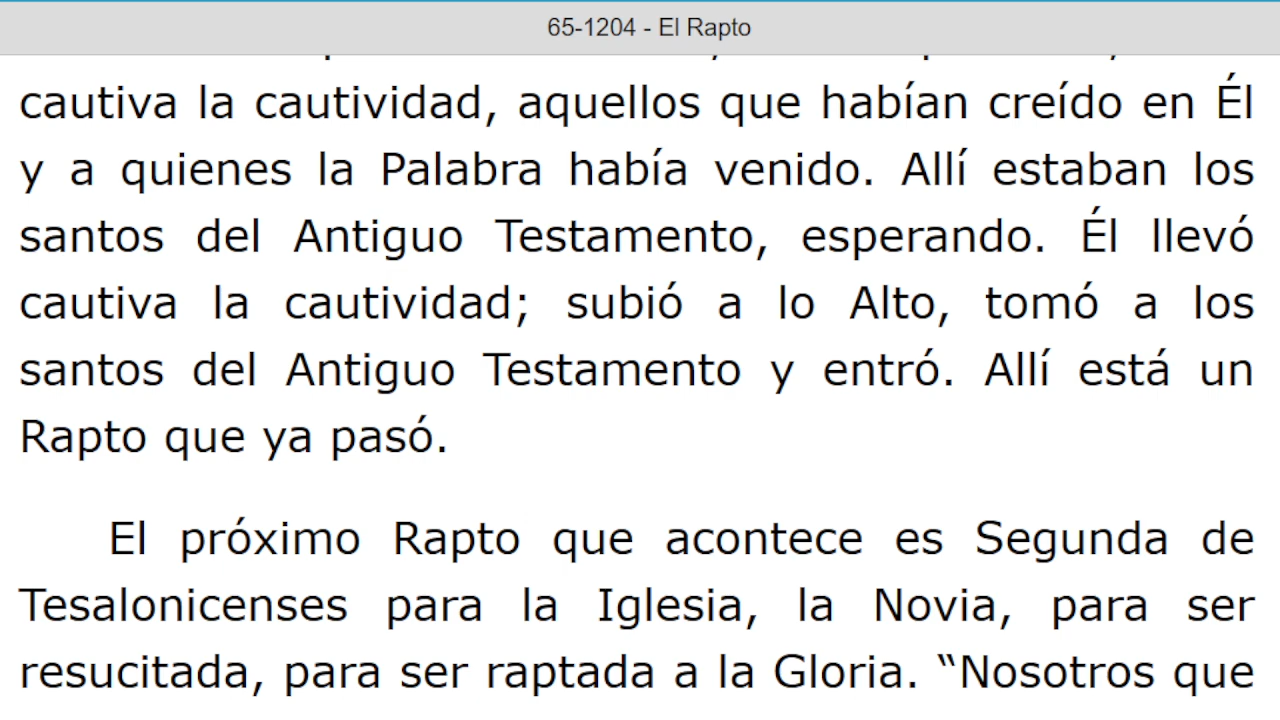 65-1204 - El Rapto
cautiva la cautividad, aquellos que habían creído en Él
y a quienes la Palabra había venido. Allí estaban los
santos del Antiguo Testamento, esperando. Él llevó
cautiva la cautividad; subió a lo Alto, tomó a los
santos del Antiguo Testamento y entró. Allí está un
Rapto que ya pasó.
El próximo Rapto que acontece es Segunda de
Tesalonicenses para la Iglesia, la Novia, para ser
resucitada, para ser raptada a la Gloria. “Nosotros que